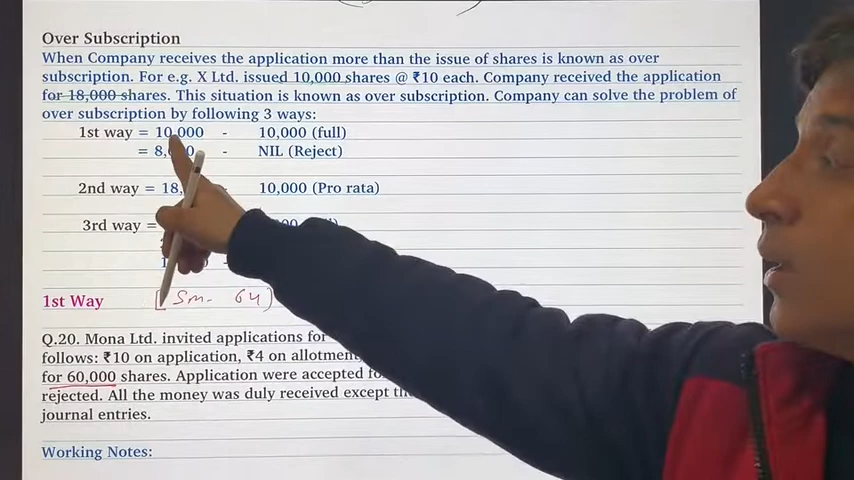 Over Subscription
When Company receives the application more than the issue of shares is known as over
subscription. For e.g. X Ltd. issued 10,000 shares @ ₹10 each. Company received the application
for 18,000 shares. This situation is known as over subscription. Company can solve the problem of
over subscription by following 3 ways:
1st way = 10,000 - 10,000 (full)
= - NIL (Reject)
2nd way = - 10,000 (Pro rata)
3rd way =
1st Way [Sm. 64]
Q.20. Mona Ltd. invited applications for
follows: ₹10 on application, ₹4 on allotment
for 60,000 shares. Application were accepted
rejected. All the money was duly received except
journal entries.
Working Notes: